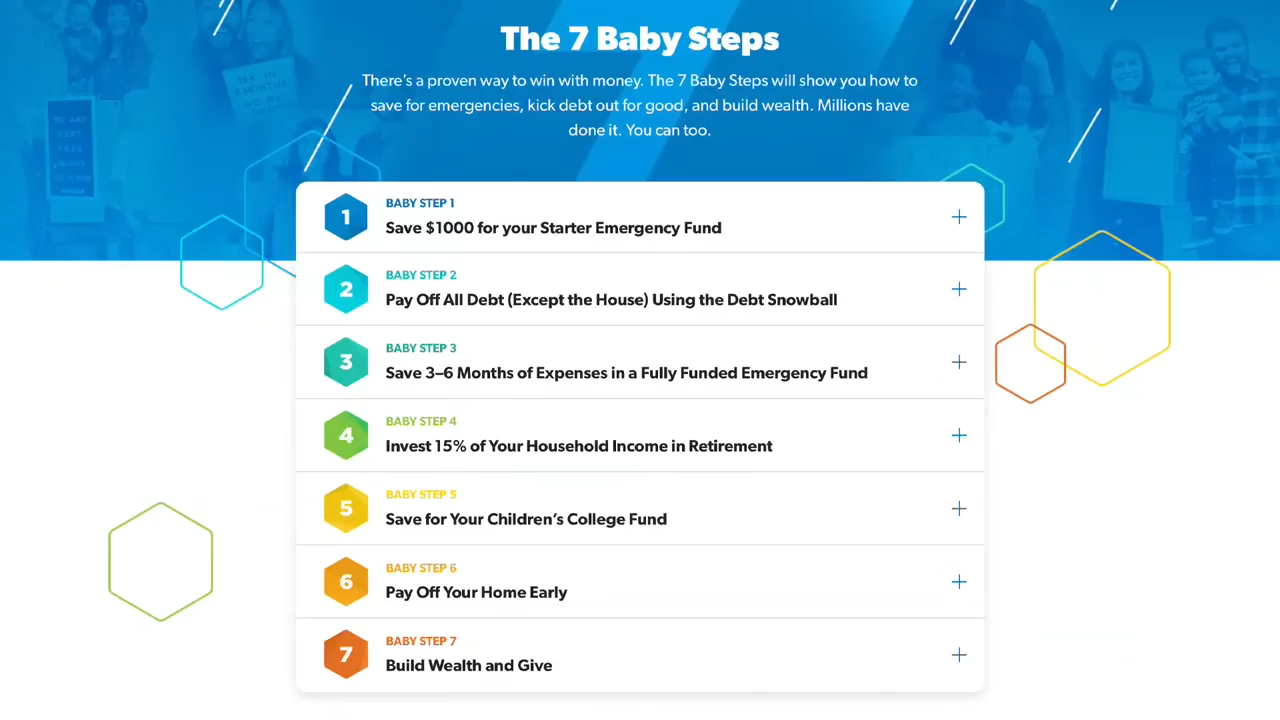 The 7 Baby Steps
There's a proven way to win with money. The 7 Baby Steps will show you how to
save for emergencies, kick debt out for good, and build wealth. Millions have
done it. You can too.
1
BABY STEP 1
Save $1000 for your Starter Emergency Fund
2
BABY STEP 2
Pay Off All Debt (Except the House) Using the Debt Snowball
3
BABY STEP 3
Save 3–6 Months of Expenses in a Fully Funded Emergency Fund
4
BABY STEP 4
Invest 15% of Your Household Income in Retirement
5
BABY STEP 5
Save for Your Children's College Fund
6
BABY STEP 6
Pay Off Your Home Early
7
BABY STEP 7
Build Wealth and Give